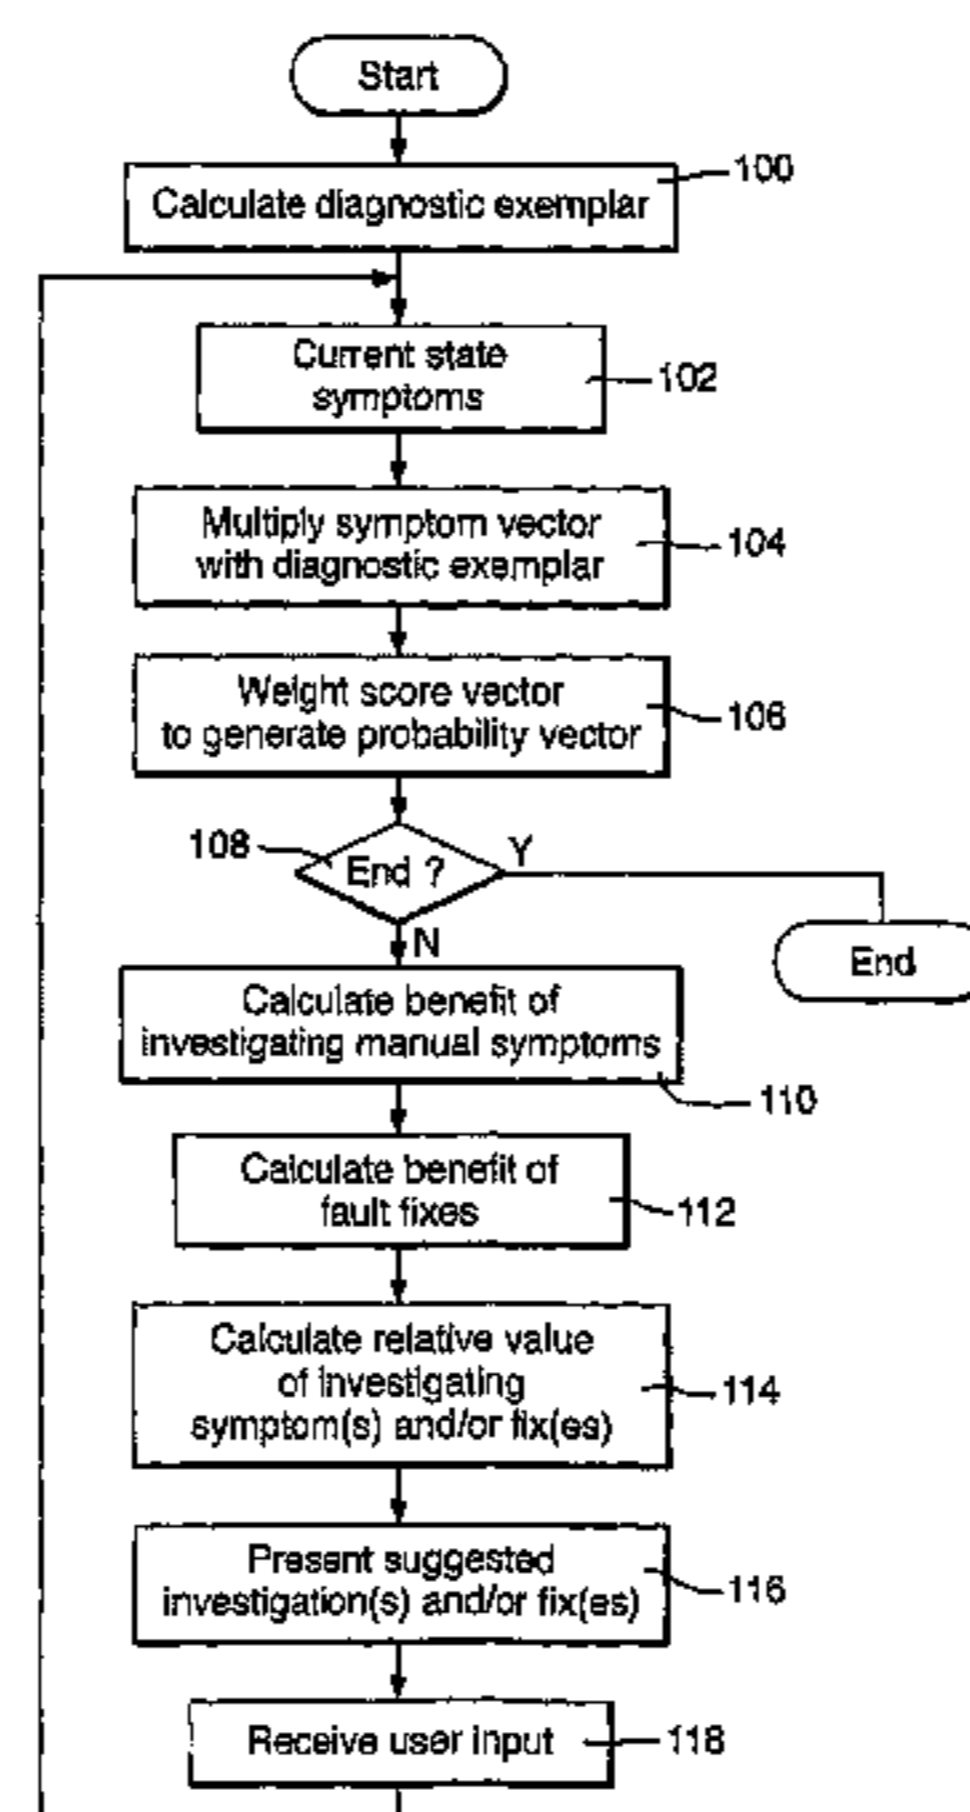 Start
100
Calculate diagnostic exemplar
Current state
symptoms
102
Multiply symptom vector
with diagnostic exemplar
104
Weight score vector
to generate probability vector
106
108
End ?
Y
N
End
Calculate benefit of
investigating manual symptoms
110
Calculate benefit of
fault fixes
112
Calculate relative value
of investigating
symptom(s) and/or fix(es)
114
Present suggested
investigation(s) and/or fix(es)
116
Receive user input
118